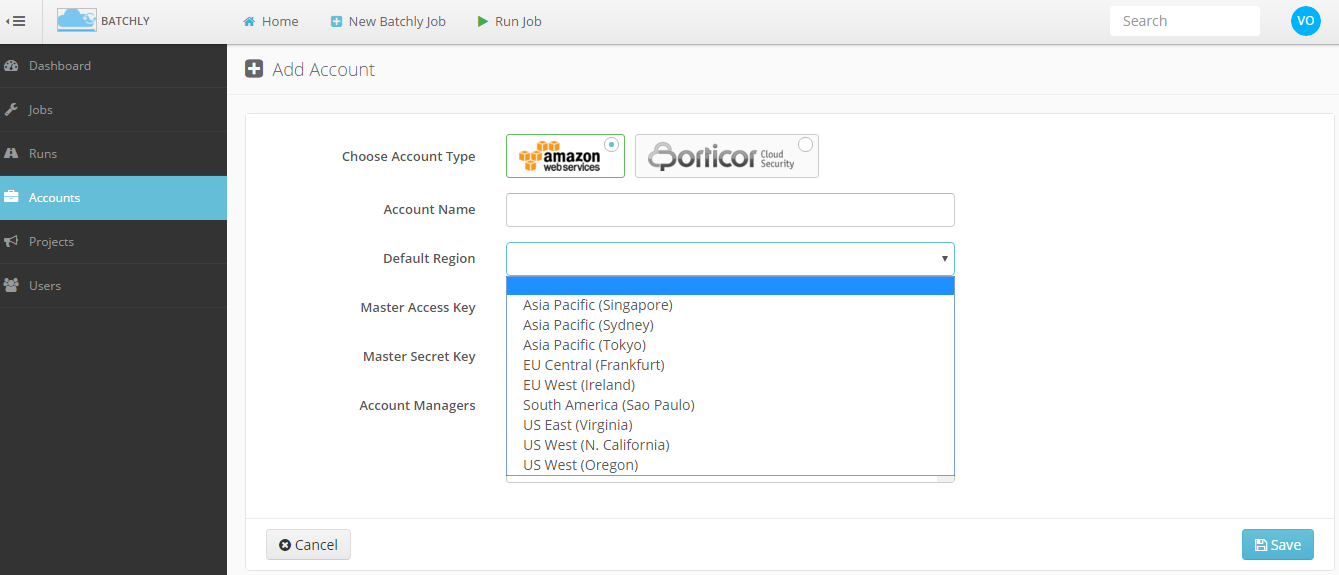 BATCHLY
Home
New Batchly Job
Run Job
Search
VO
Dashboard
Jobs
Runs
Accounts
Projects
Users
Add Account
Choose Account Type
amazon
web services
Porticor Cloud
Security
Account Name
Default Region
Asia Pacific (Singapore)
Asia Pacific (Sydney)
Asia Pacific (Tokyo)
EU Central (Frankfurt)
EU West (Ireland)
South America (Sao Paulo)
US East (Virginia)
US West (N. California)
US West (Oregon)
Master Access Key
Master Secret Key
Account Managers
Cancel
Save